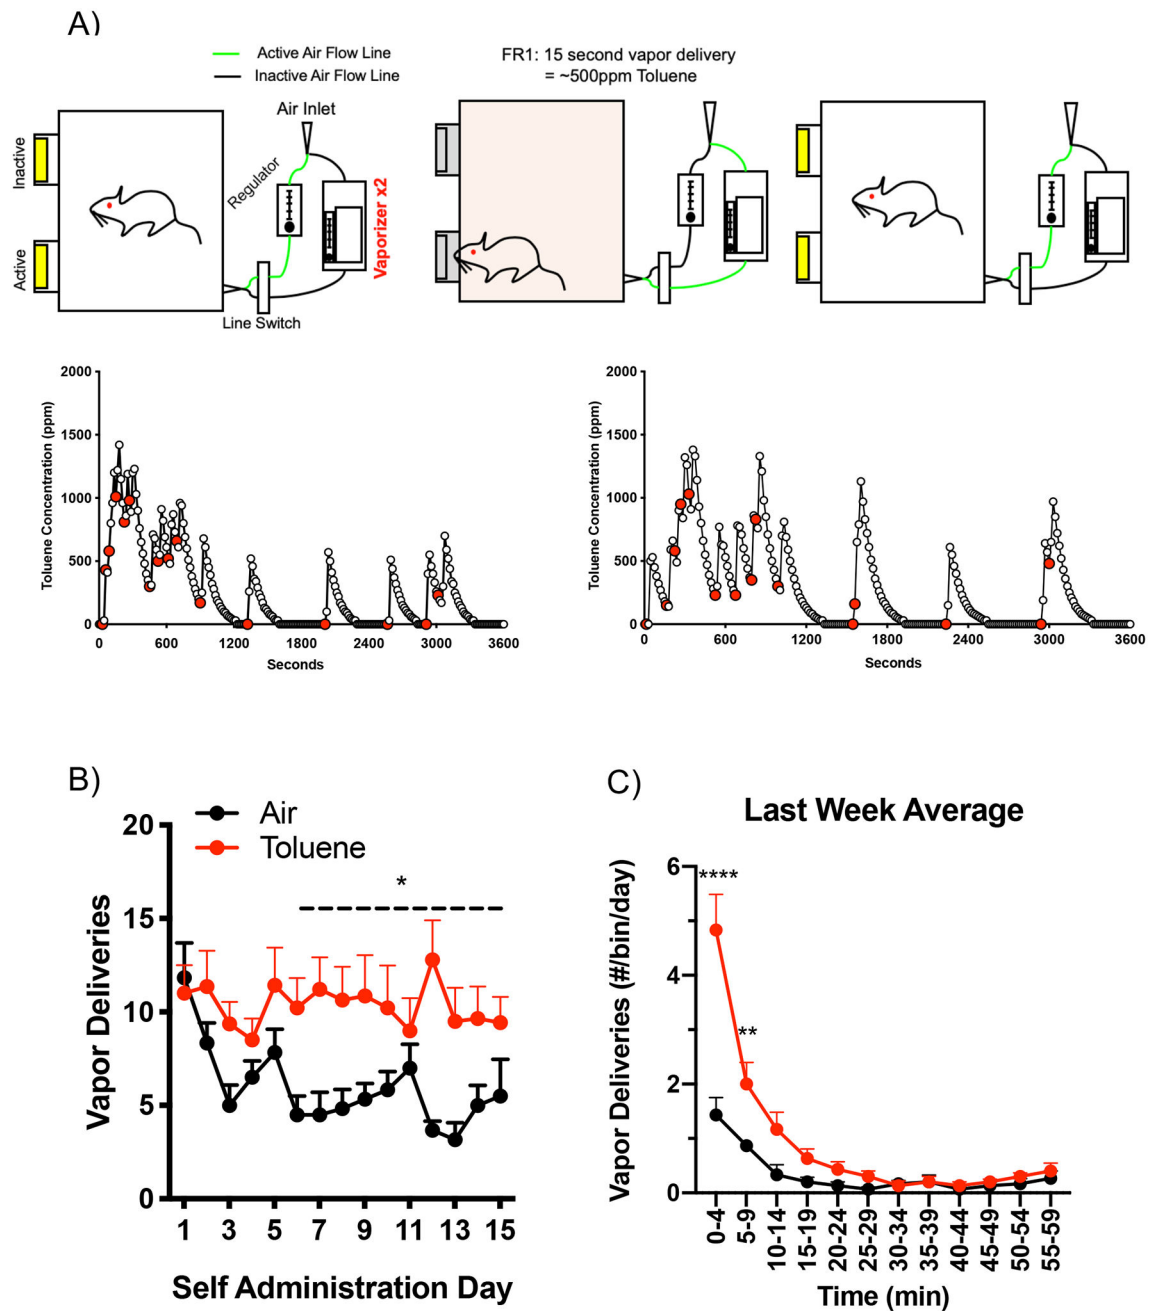 A)
Active Air Flow Line
Inactive Air Flow Line
FR1: 15 second vapor delivery
= ~500ppm Toluene
Air Inlet
Inactive
Active
Regulator
Vaporizer x2
Line Switch
Toluene Concentration (ppm)
2000
1500
1000
500
0
0 600 1200 1800 2400 3000 3600
Seconds
Toluene Concentration (ppm)
2000
1500
1000
500
0
0 600 1200 1800 2400 3000 3600
Seconds
B)
Air
Toluene
*
Vapor Deliveries
20
15
10
5
0
1 3 5 7 9 11 13 15
Self Administration Day
C)
Last Week Average
Vapor Deliveries (#/bin/day)
6
4
2
0
****
**
0-4 5-9 10-14 15-19 20-24 25-29 30-34 35-39 40-44 45-49 50-54 55-59
Time (min)